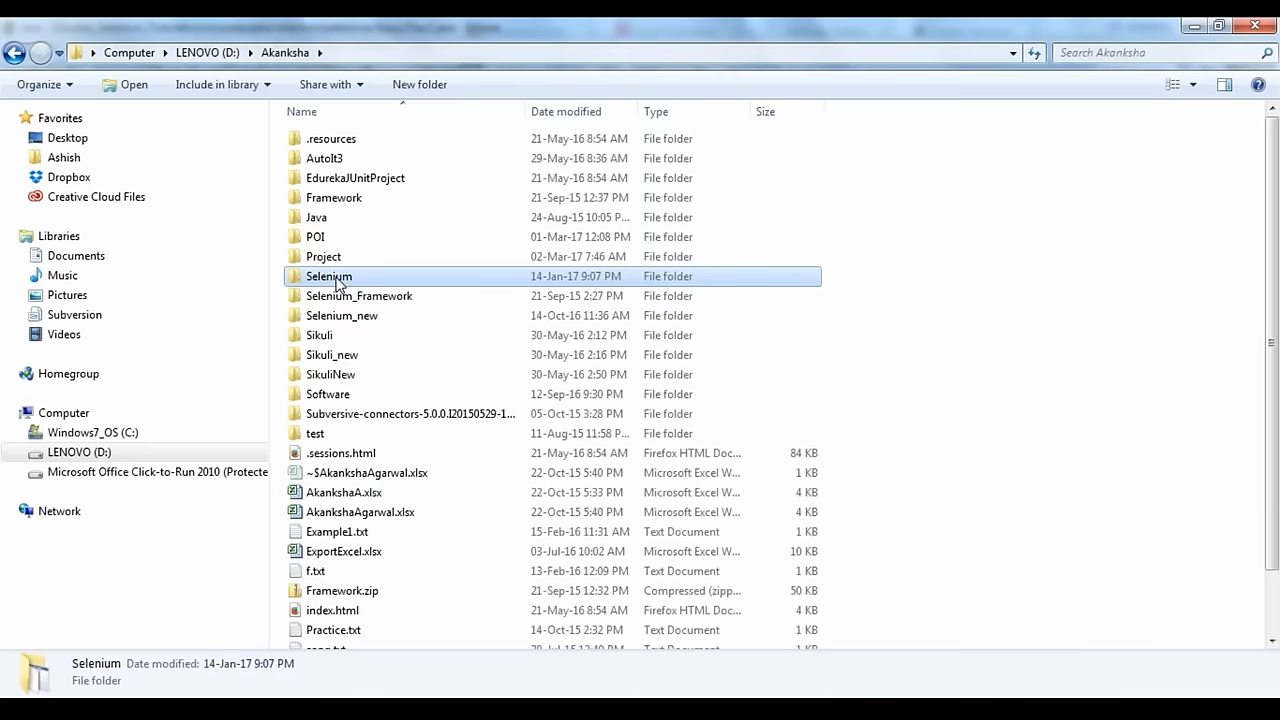 Computer LENOVO (D:) Akanksha Search Akanksha
Organize Open Include in library Share with New folder
Name Date modified Type Size
Favorites
Desktop
Ashish
Dropbox
Creative Cloud Files
Libraries
Documents
Music
Pictures
Subversion
Videos
Homegroup
Computer
Windows7_OS (C:)
LENOVO (D:)
Microsoft Office Click-to-Run 2010 (Protecte
Network
.resources 21-May-16 8:54 AM File folder
AutoIt3 29-May-16 8:36 AM File folder
EdurekaJUnitProject 21-May-16 8:54 AM File folder
Framework 21-Sep-15 12:37 PM File folder
Java 24-Aug-15 10:05 P... File folder
POI 01-Mar-17 12:08 PM File folder
Project 02-Mar-17 7:46 AM File folder
Selenium 14-Jan-17 9:07 PM File folder
Selenium_Framework 21-Sep-15 2:27 PM File folder
Selenium_new 14-Oct-16 11:36 AM File folder
Sikuli 30-May-16 2:12 PM File folder
Sikuli_new 30-May-16 2:16 PM File folder
SikuliNew 30-May-16 2:50 PM File folder
Software 12-Sep-16 9:30 PM File folder
Subversive-connectors-5.0.0.I20150529-1... 05-Oct-15 3:28 PM File folder
test 11-Aug-15 11:58 P... File folder
.sessions.html 21-May-16 8:54 AM Firefox HTML Doc... 84 KB
~$AkankshaAgarwal.xlsx 22-Oct-15 5:40 PM Microsoft Excel W... 1 KB
AkankshaA.xlsx 22-Oct-15 5:33 PM Microsoft Excel W... 4 KB
AkankshaAgarwal.xlsx 22-Oct-15 5:40 PM Microsoft Excel W... 4 KB
Example1.txt 15-Feb-16 11:31 AM Text Document 1 KB
ExportExcel.xlsx 03-Jul-16 10:02 AM Microsoft Excel W... 10 KB
f.txt 13-Feb-16 12:09 PM Text Document 1 KB
Framework.zip 21-Sep-15 12:32 PM Compressed (zipp... 50 KB
index.html 21-May-16 8:54 AM Firefox HTML Doc... 4 KB
Practice.txt 14-Oct-15 2:32 PM Text Document 1 KB
Selenium Date modified: 14-Jan-17 9:07 PM
File folder